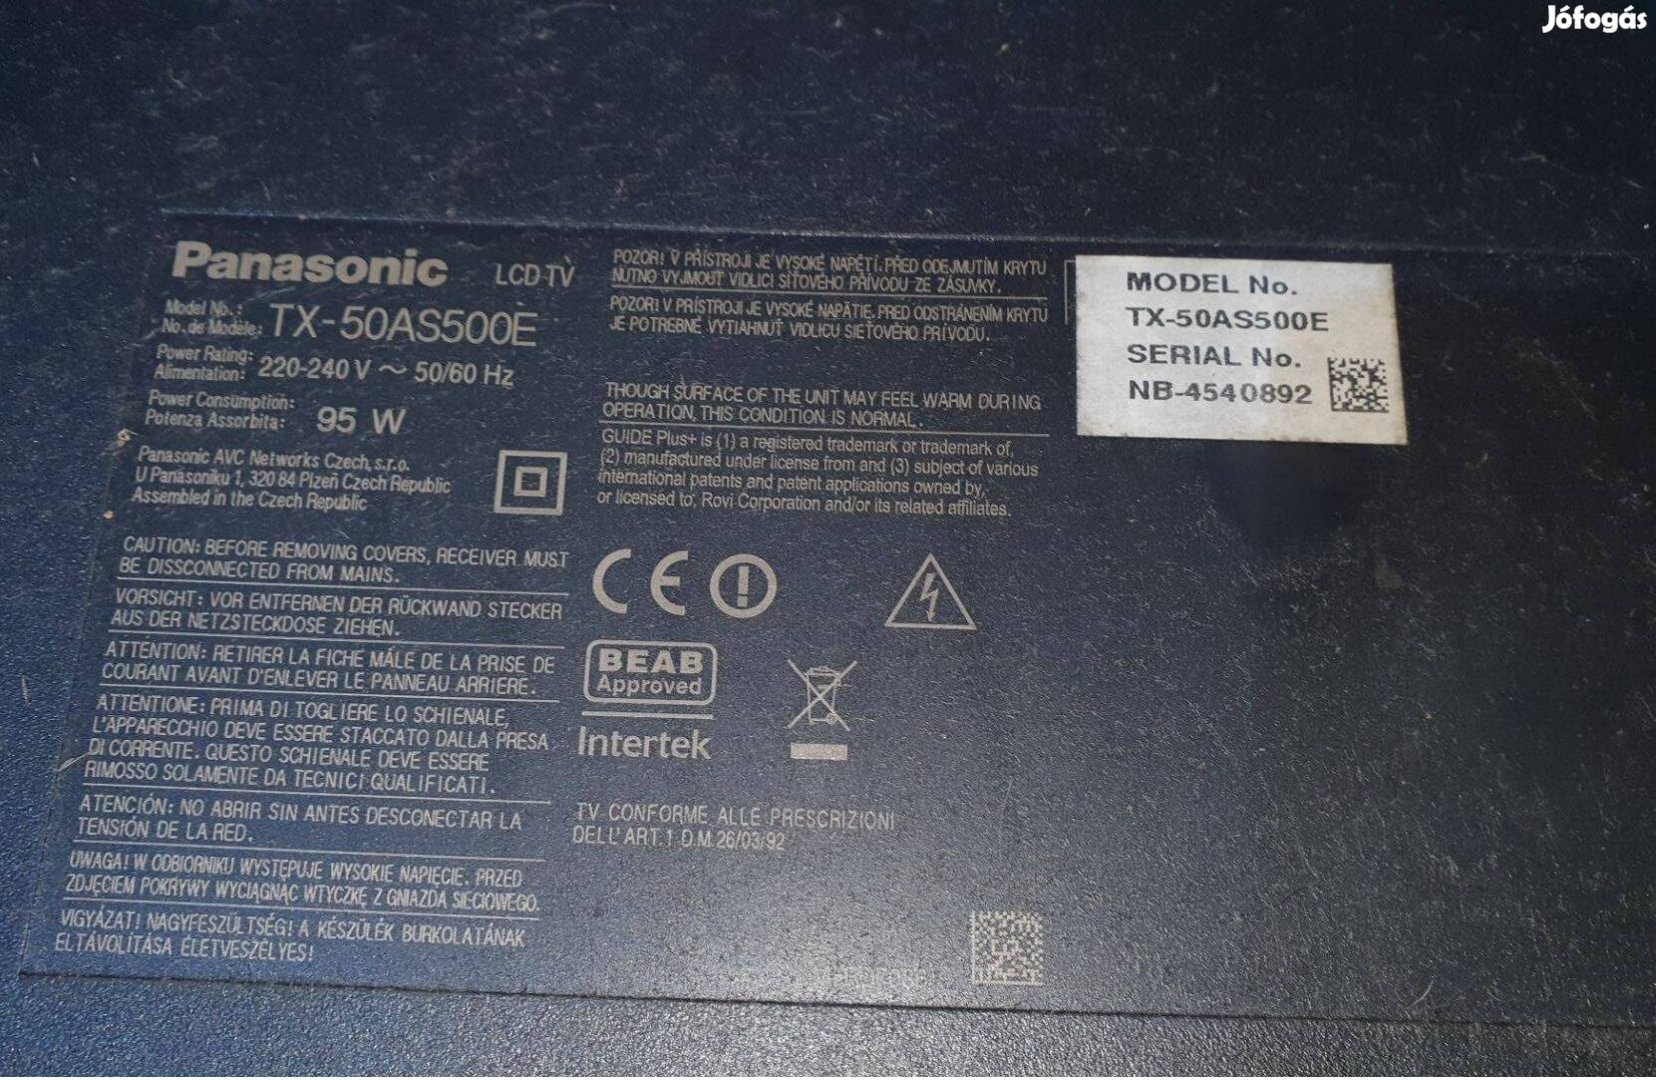 Jófogás
Panasonic LCD TV
Model No.:
No. de Modèle: TX-50AS500E
Power Rating:
Alimentation: 220-240 V ~ 50/60 Hz
Power Consumption:
Potenza Assorbita: 95 W
Panasonic AVC Networks Czech, s.r.o.
U Panasoniku 1, 320 84 Plzeň Czech Republic
Assembled in the Czech Republic
CAUTION: BEFORE REMOVING COVERS, RECEIVER MUST
BE DISSCONNECTED FROM MAINS.
VORSICHT: VOR ENTFERNEN DER RÜCKWAND STECKER
AUS DER NETZSTECKDOSE ZIEHEN.
ATTENTION: RETIRER LA FICHE MÂLE DE LA PRISE DE
COURANT AVANT D'ENLEVER LE PANNEAU ARRIERE.
ATTENTIONE: PRIMA DI TOGLIERE LO SCHIENALE,
L'APPARECCHIO DEVE ESSERE STACCATO DALLA PRESA
DI CORRENTE. QUESTO SCHIENALE DEVE ESSERE
RIMOSSO SOLAMENTE DA TECNICI QUALIFICATI.
ATENCIÓN: NO ABRIR SIN ANTES DESCONECTAR LA
TENSIÓN DE LA RED.
UWAGA! W ODBIORNIKU WYSTĘPUJE WYSOKIE NAPIĘCIE. PRZED
ZDJĘCIEM POKRYWY WYCIĄGNĄĆ WTYCZKĘ Z GNIAZDA SIECIOWEGO.
VIGYÁZAT! NAGYFESZÜLTSÉG! A KÉSZÜLÉK BURKOLATÁNAK
ELTÁVOLÍTÁSA ÉLETVESZÉLYES!
POZOR! V PŘÍSTROJI JE VYSOKÉ NAPĚTÍ. PŘED ODEJMUTÍM KRYTU
NUTNO VYJMOUT VIDLICI SÍŤOVÉHO PŘÍVODU ZE ZÁSUVKY.
POZOR! V PRÍSTROJI JE VYSOKÉ NAPÄTIE. PRED ODSTRÁNENÍM KRYTU
JE POTREBNÉ VYTIAHNUŤ VIDLICU SIEŤOVÉHO PRÍVODU.
THOUGH SURFACE OF THE UNIT MAY FEEL WARM DURING
OPERATION, THIS CONDITION IS NORMAL.
GUIDE Plus+ is (1) a registered trademark or trademark of,
(2) manufactured under license from and (3) subject of various
international patents and patent applications owned by,
or licensed to, Rovi Corporation and/or its related affiliates.
CE
BEAB
Approved
Intertek
TV CONFORME ALLE PRESCRIZIONI
DELL'ART.1 D.M. 26/03/92
MODEL No.
TX-50AS500E
SERIAL No.
NB-4540892